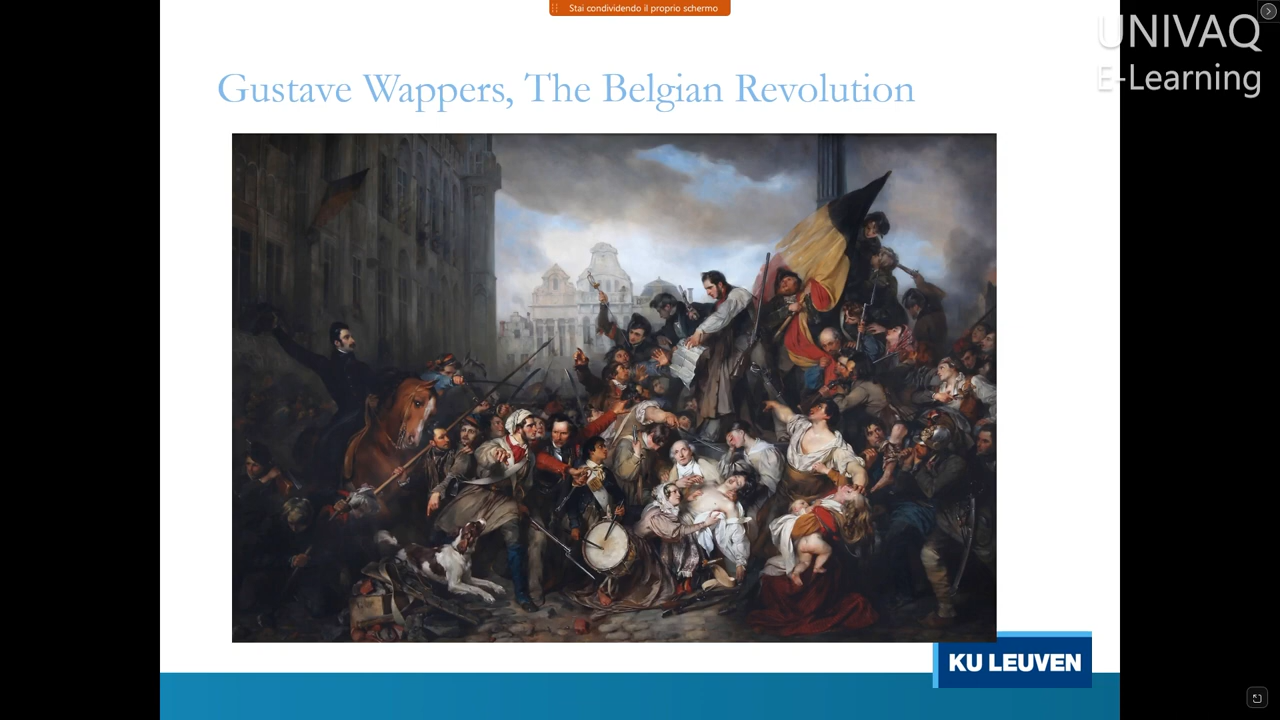 Stai condividendo il proprio schermo
UNIVAQ
E-Learning
Gustave Wappers, The Belgian Revolution
KU LEUVEN